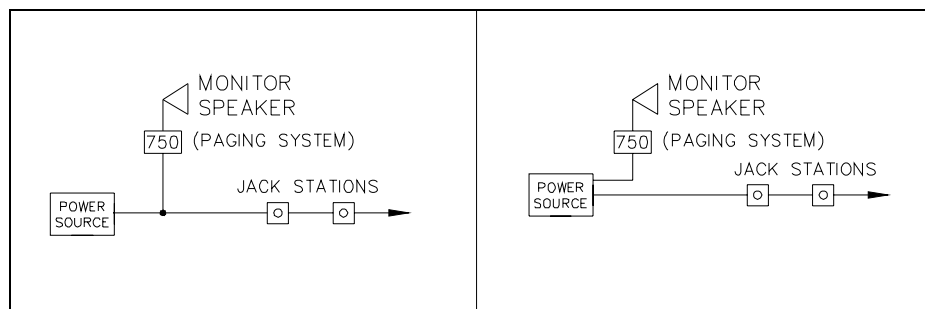 MONITOR
SPEAKER
750 (PAGING SYSTEM)
JACK STATIONS
POWER
SOURCE
MONITOR
SPEAKER
750 (PAGING SYSTEM)
JACK STATIONS
POWER
SOURCE